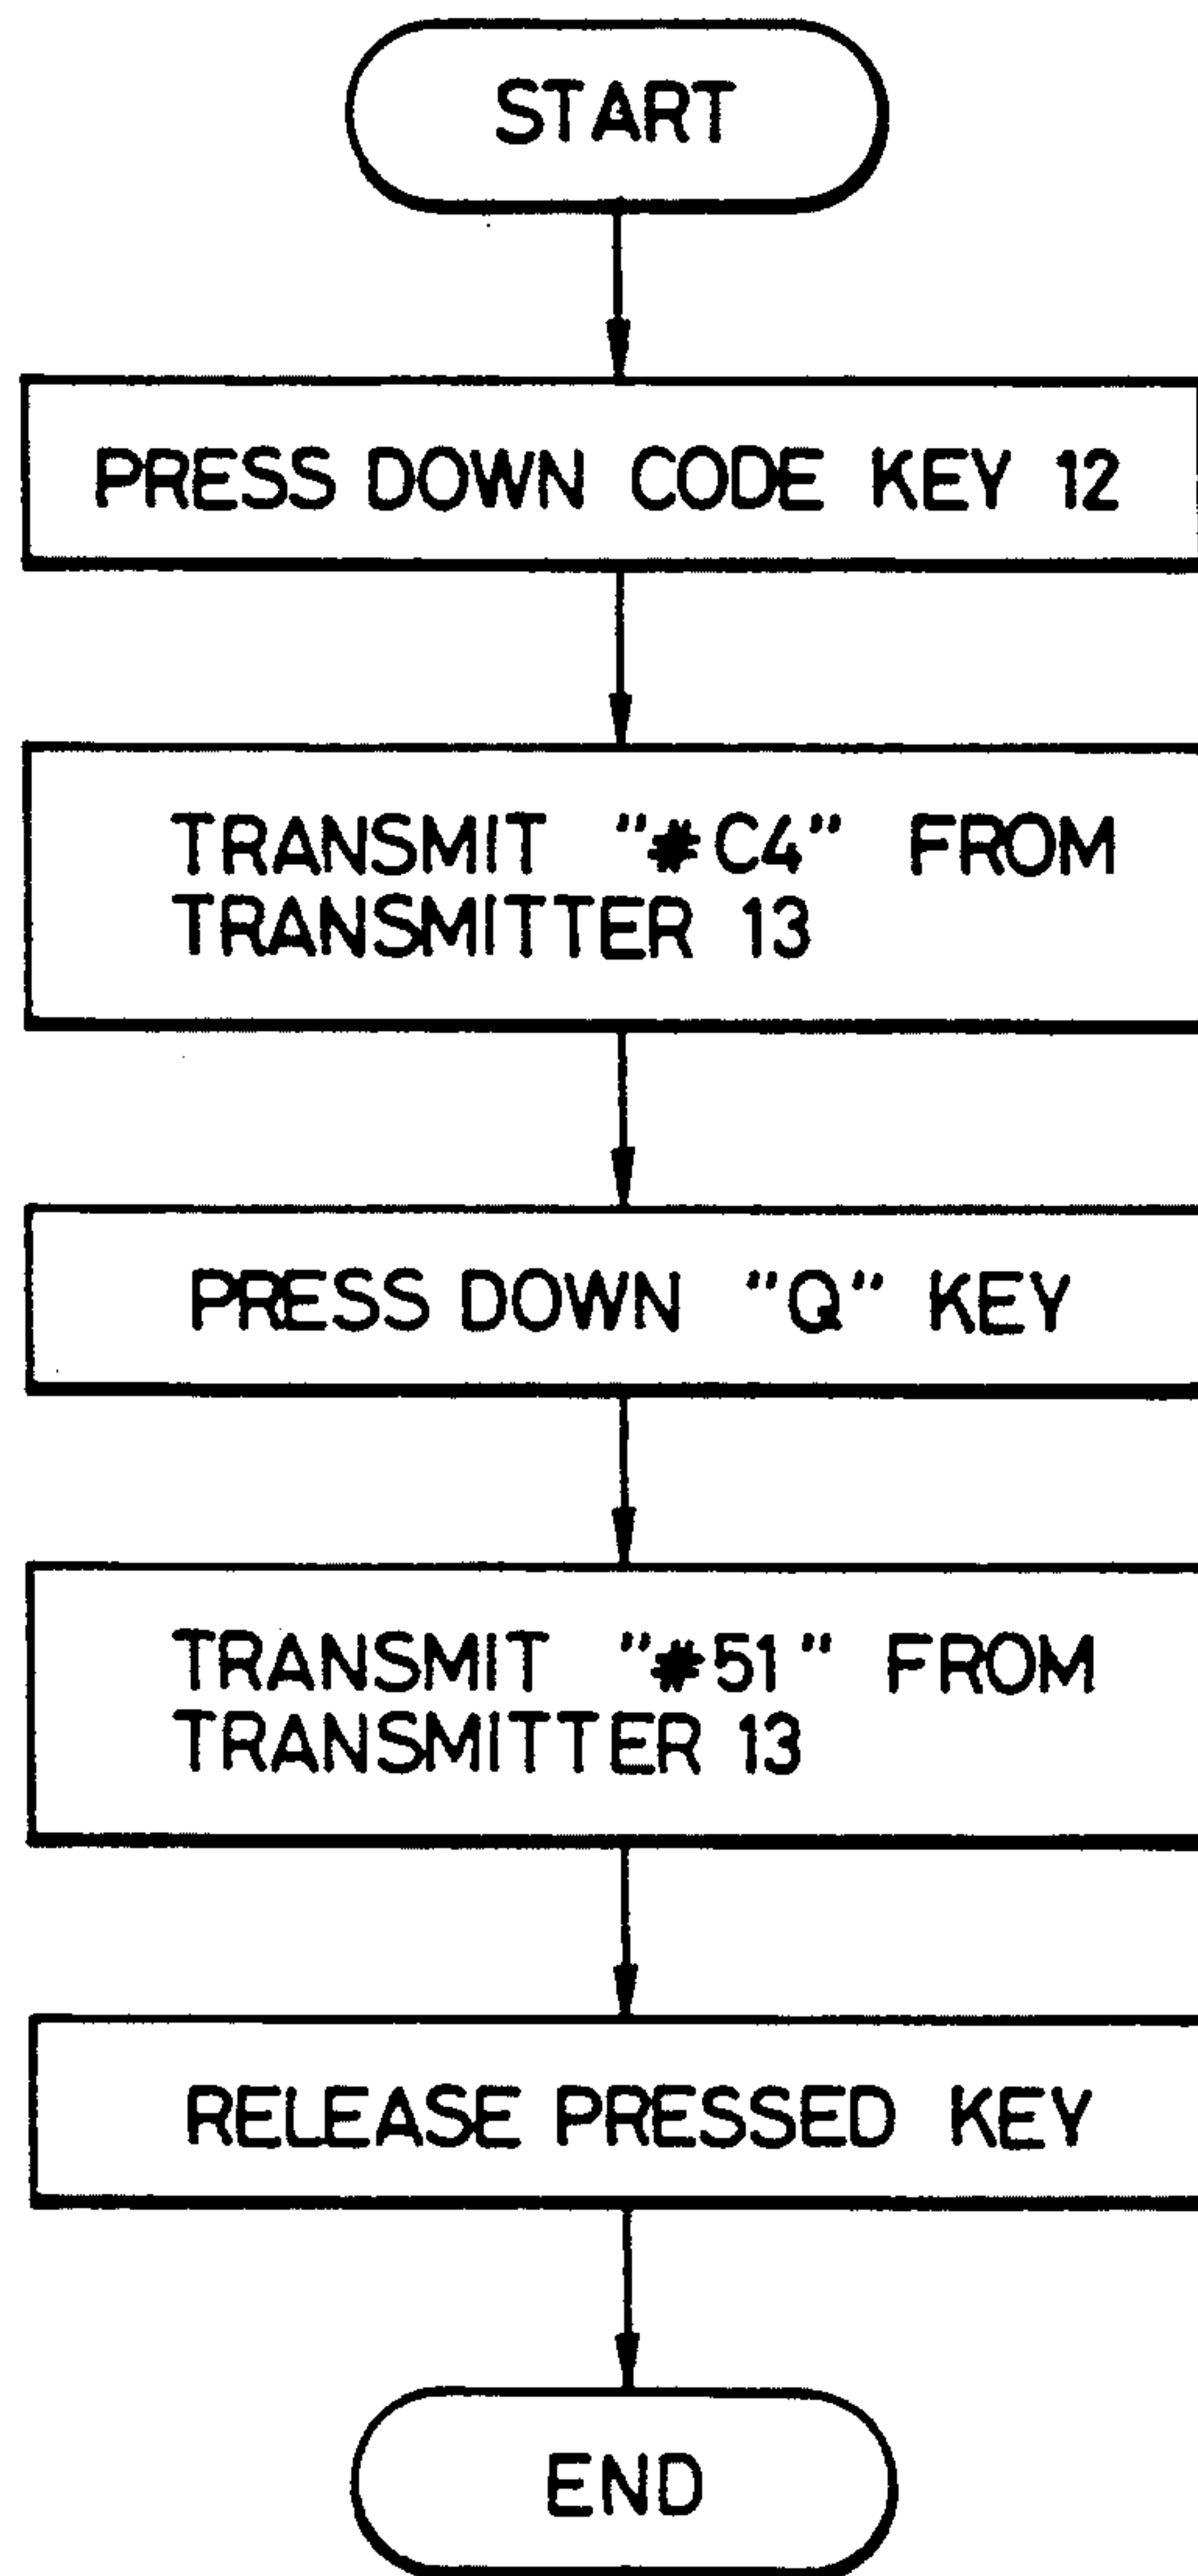 START
PRESS DOWN CODE KEY 12
TRANSMIT "#C4" FROM
TRANSMITTER 13
PRESS DOWN "Q" KEY
TRANSMIT "#51" FROM
TRANSMITTER 13
RELEASE PRESSED KEY
END